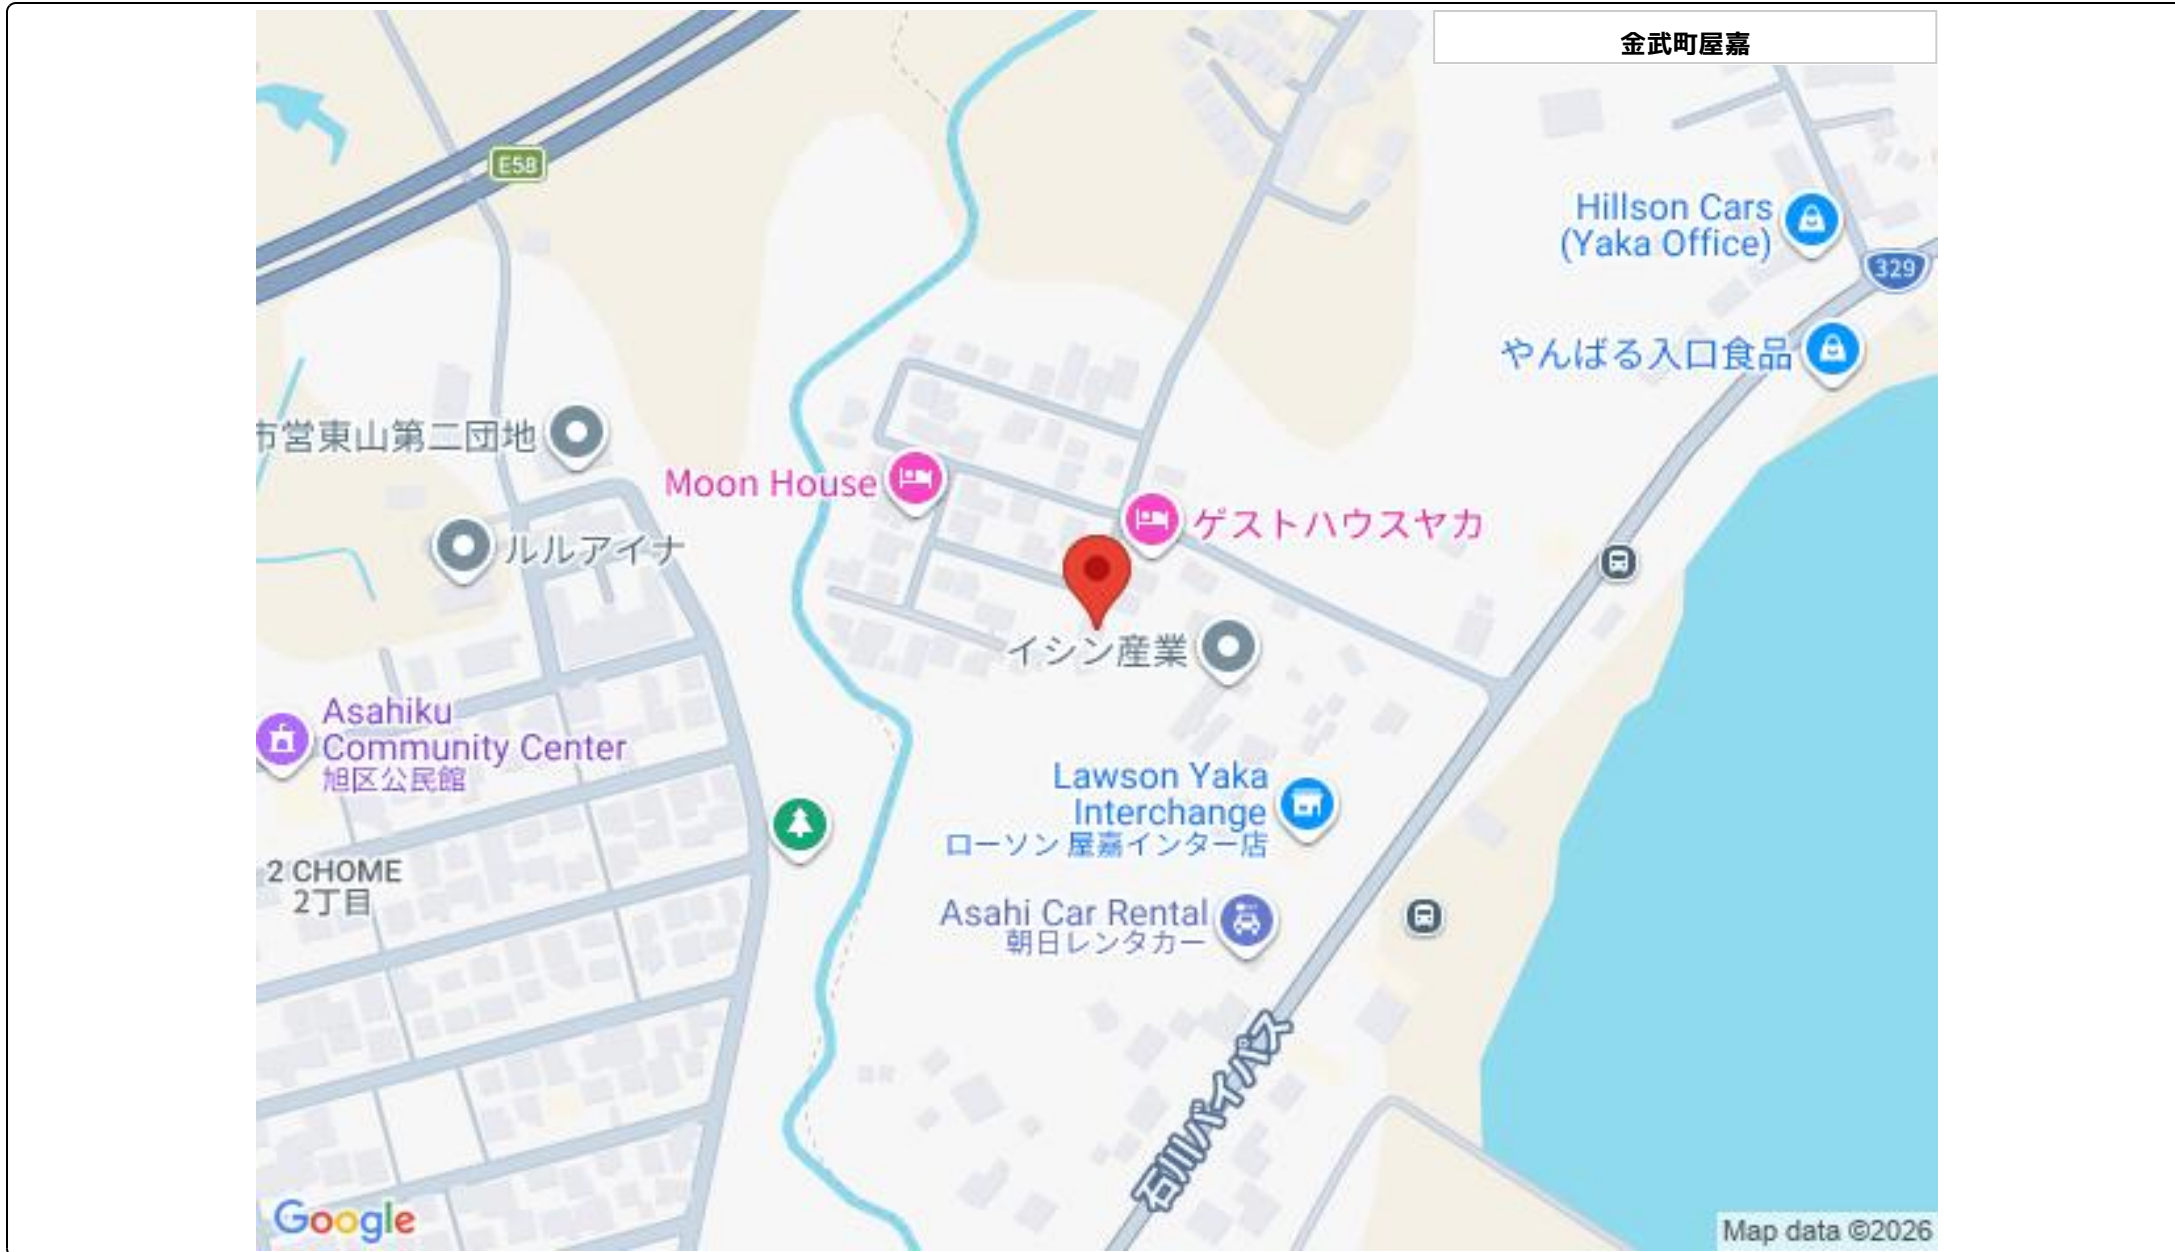 金武町屋嘉
E58
Hillson Cars
(Yaka Office)
329
やんばる入口食品
市営東山第二団地
Moon House
ゲストハウスヤカ
ルルアイナ
イシン産業
Asahiku
Community Center
旭区公民館
Lawson Yaka
Interchange
ローソン 屋嘉インター店
2 CHOME
2丁目
Asahi Car Rental
朝日レンタカー
石川バイパス
Google
Map data ©2026